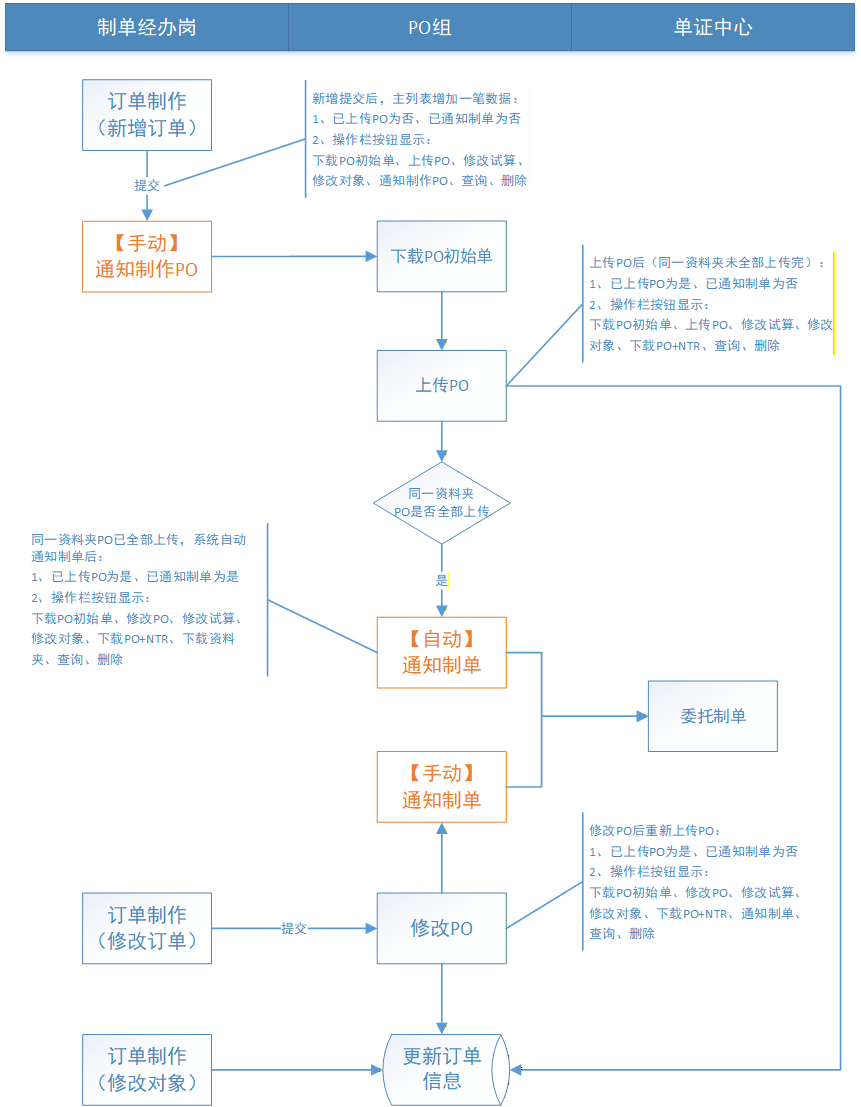 制单经办岗
PO组
单证中心
订单制作
（新增订单）
提交
新增提交后，主列表增加一笔数据：
1、已上传PO为否、已通知制单为否
2、操作栏按钮显示：
下载PO初始单、上传PO、修改试算、
修改对象、通知制作PO、查询、删除
【手动】
通知制作PO
下载PO初始单
上传PO后（同一资料夹未全部上传完）：
1、已上传PO为是、已通知制单为否
2、操作栏按钮显示：
下载PO初始单、上传PO、修改试算、修改
对象、下载PO+NTR、查询、删除
上传PO
同一资料夹
PO是否全部上传
是
同一资料夹PO已全部上传，系统自动
通知制单后：
1、已上传PO为是、已通知制单为是
2、操作栏按钮显示：
下载PO初始单、修改PO、修改试算、
修改对象、下载PO+NTR、下载资料
夹、查询、删除
【自动】
通知制单
委托制单
【手动】
通知制单
修改PO后重新上传PO：
1、已上传PO为是、已通知制单为否
2、操作栏按钮显示：
下载PO初始单、修改PO、修改试算、
修改对象、下载PO+NTR、通知制单、
查询、删除
订单制作
（修改订单）
提交
修改PO
订单制作
（修改对象）
更新订单
信息